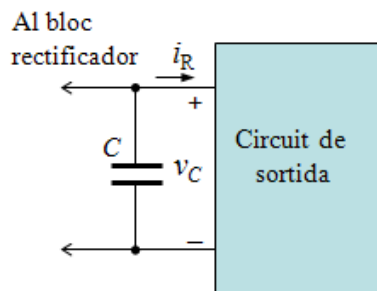 Al bloc
rectificador
iR
+
C
vC
Circuit de
sortida
–